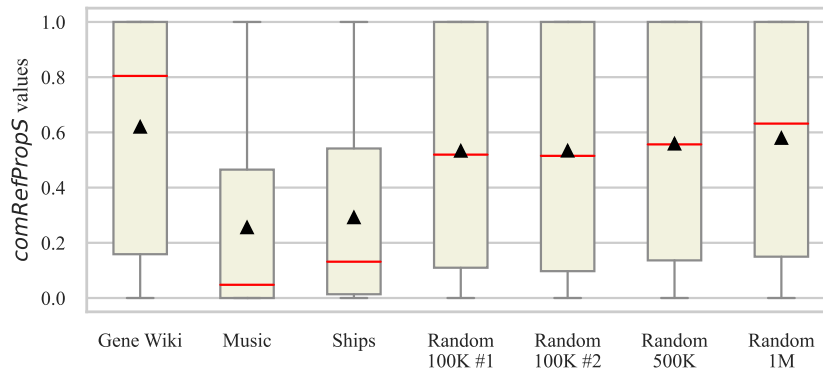 comRefPropS values
1.0
0.8
0.6
0.4
0.2
0.0
Gene Wiki
Music
Ships
Random
100K #1
Random
100K #2
Random
500K
Random
1M